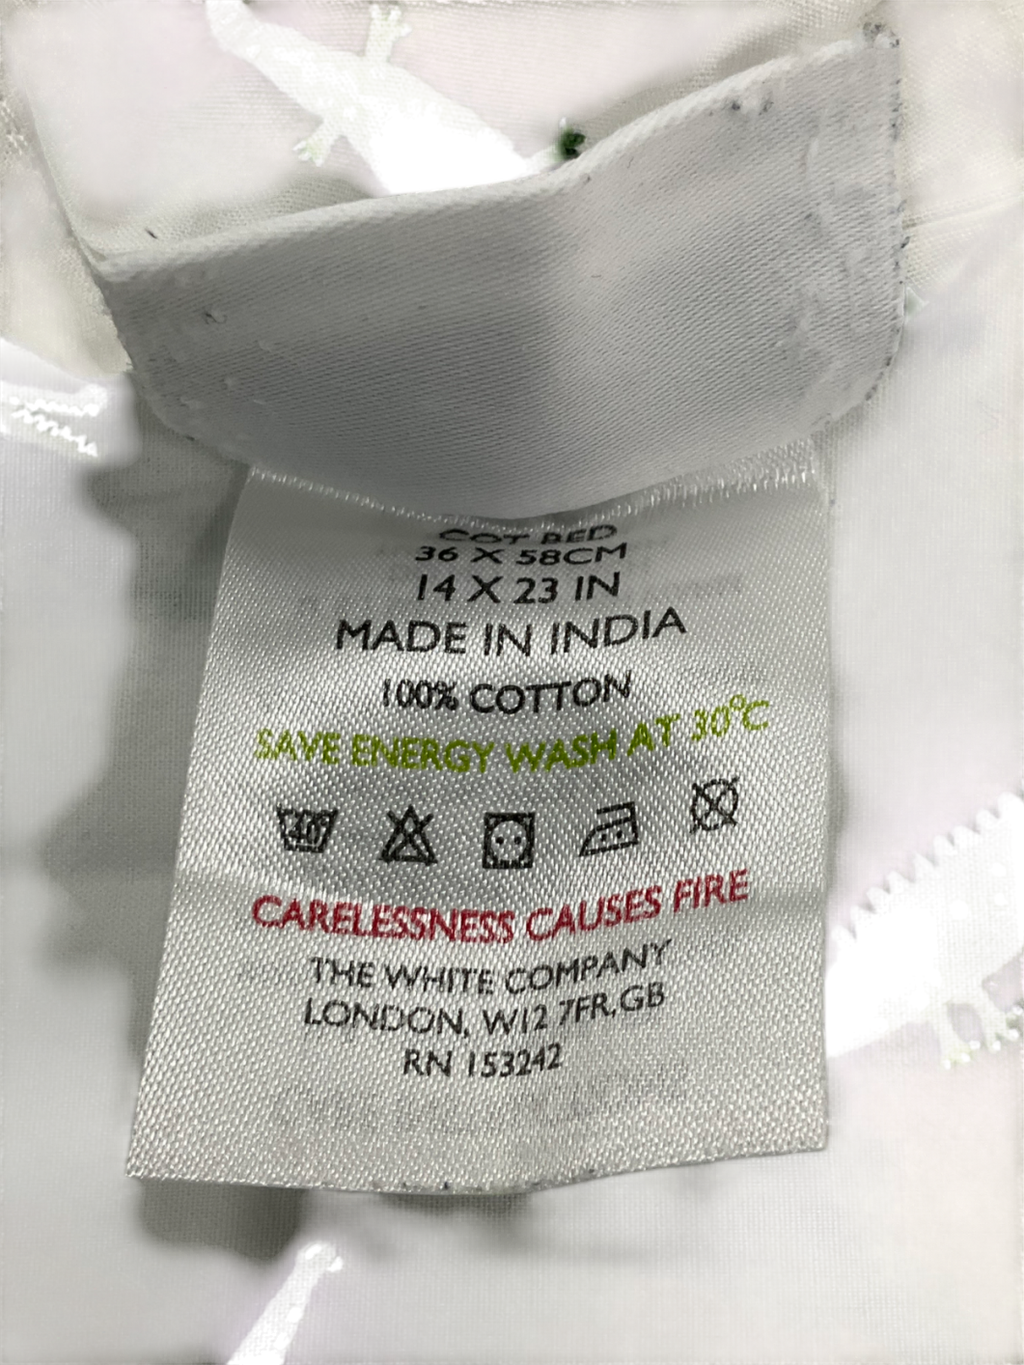 COT BED
36 X 58CM
14 X 23 IN
MADE IN INDIA
100% COTTON
SAVE ENERGY WASH AT 30°C
40
CARELESSNESS CAUSES FIRE
THE WHITE COMPANY
LONDON, W12 7FR.GB
RN 153242